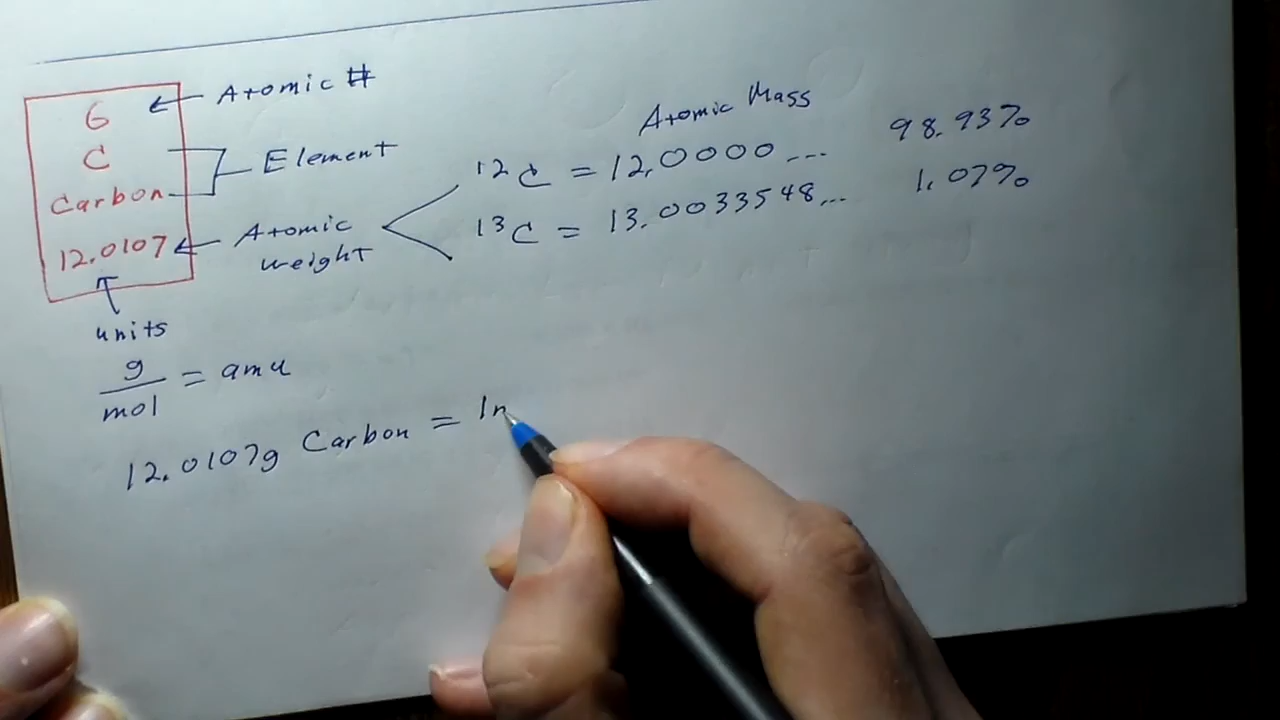 6
C
Carbon
12.0107
Atomic #
Element
Atomic
weight
units
g
mol
= amu
Atomic Mass
12C = 12.0000... 98.93%
13C = 13.0033548... 1.07%
12.0107g Carbon = 1m